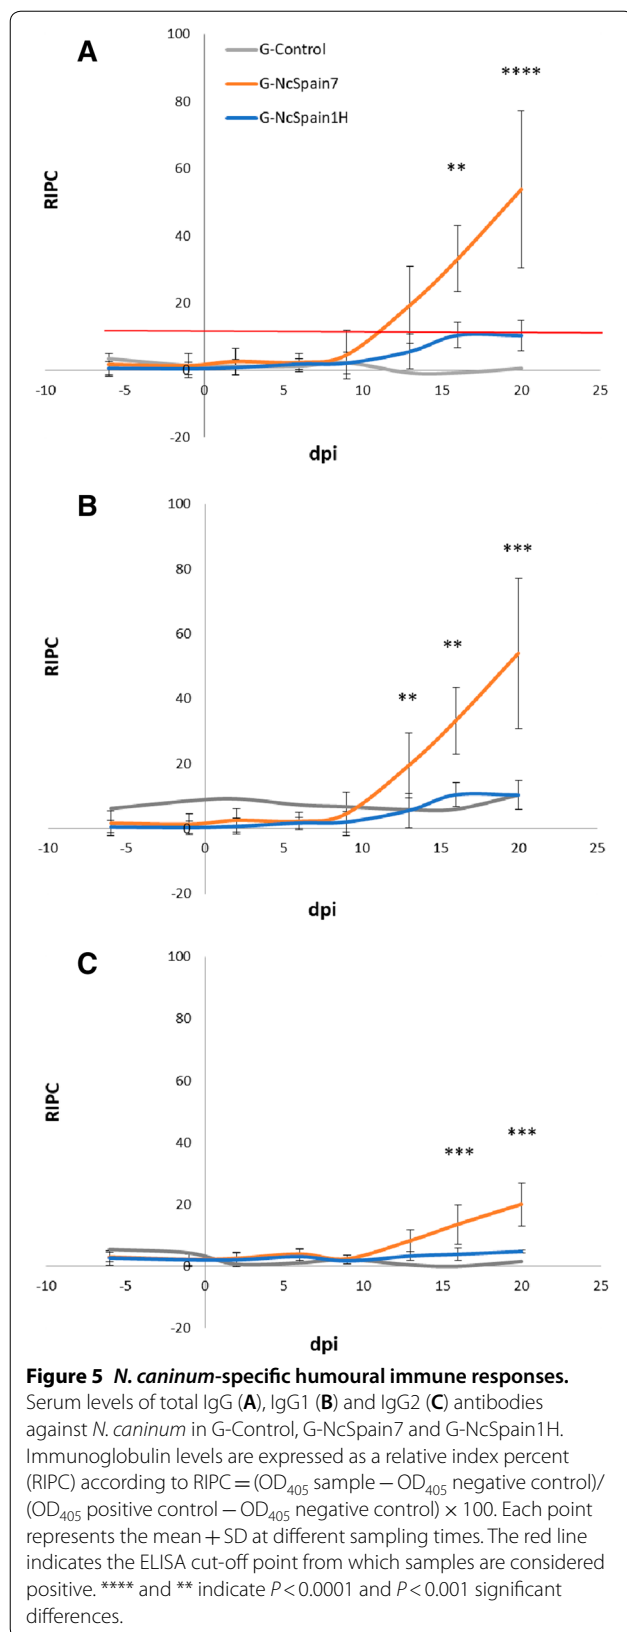 A
100
80
60
40
20
0
-20
-10
-5
0
5
10
15
20
25
RIPC
dpi
G-Control
G-NcSpain7
G-NcSpain1H
**
****
B
100
80
60
40
20
0
-20
-10
-5
0
5
10
15
20
25
RIPC
dpi
**
**
***
C
100
80
60
40
20
0
-20
-10
-5
0
5
10
15
20
25
RIPC
dpi
***
***
Figure 5 N. caninum-specific humoural immune responses.
Serum levels of total IgG (A), IgG1 (B) and IgG2 (C) antibodies
against N. caninum in G-Control, G-NcSpain7 and G-NcSpain1H.
Immunoglobulin levels are expressed as a relative index percent
(RIPC) according to RIPC = (OD405 sample − OD405 negative control)/
(OD405 positive control − OD405 negative control) × 100. Each point
represents the mean + SD at different sampling times. The red line
indicates the ELISA cut-off point from which samples are considered
positive. **** and ** indicate P < 0.0001 and P < 0.001 significant
differences.